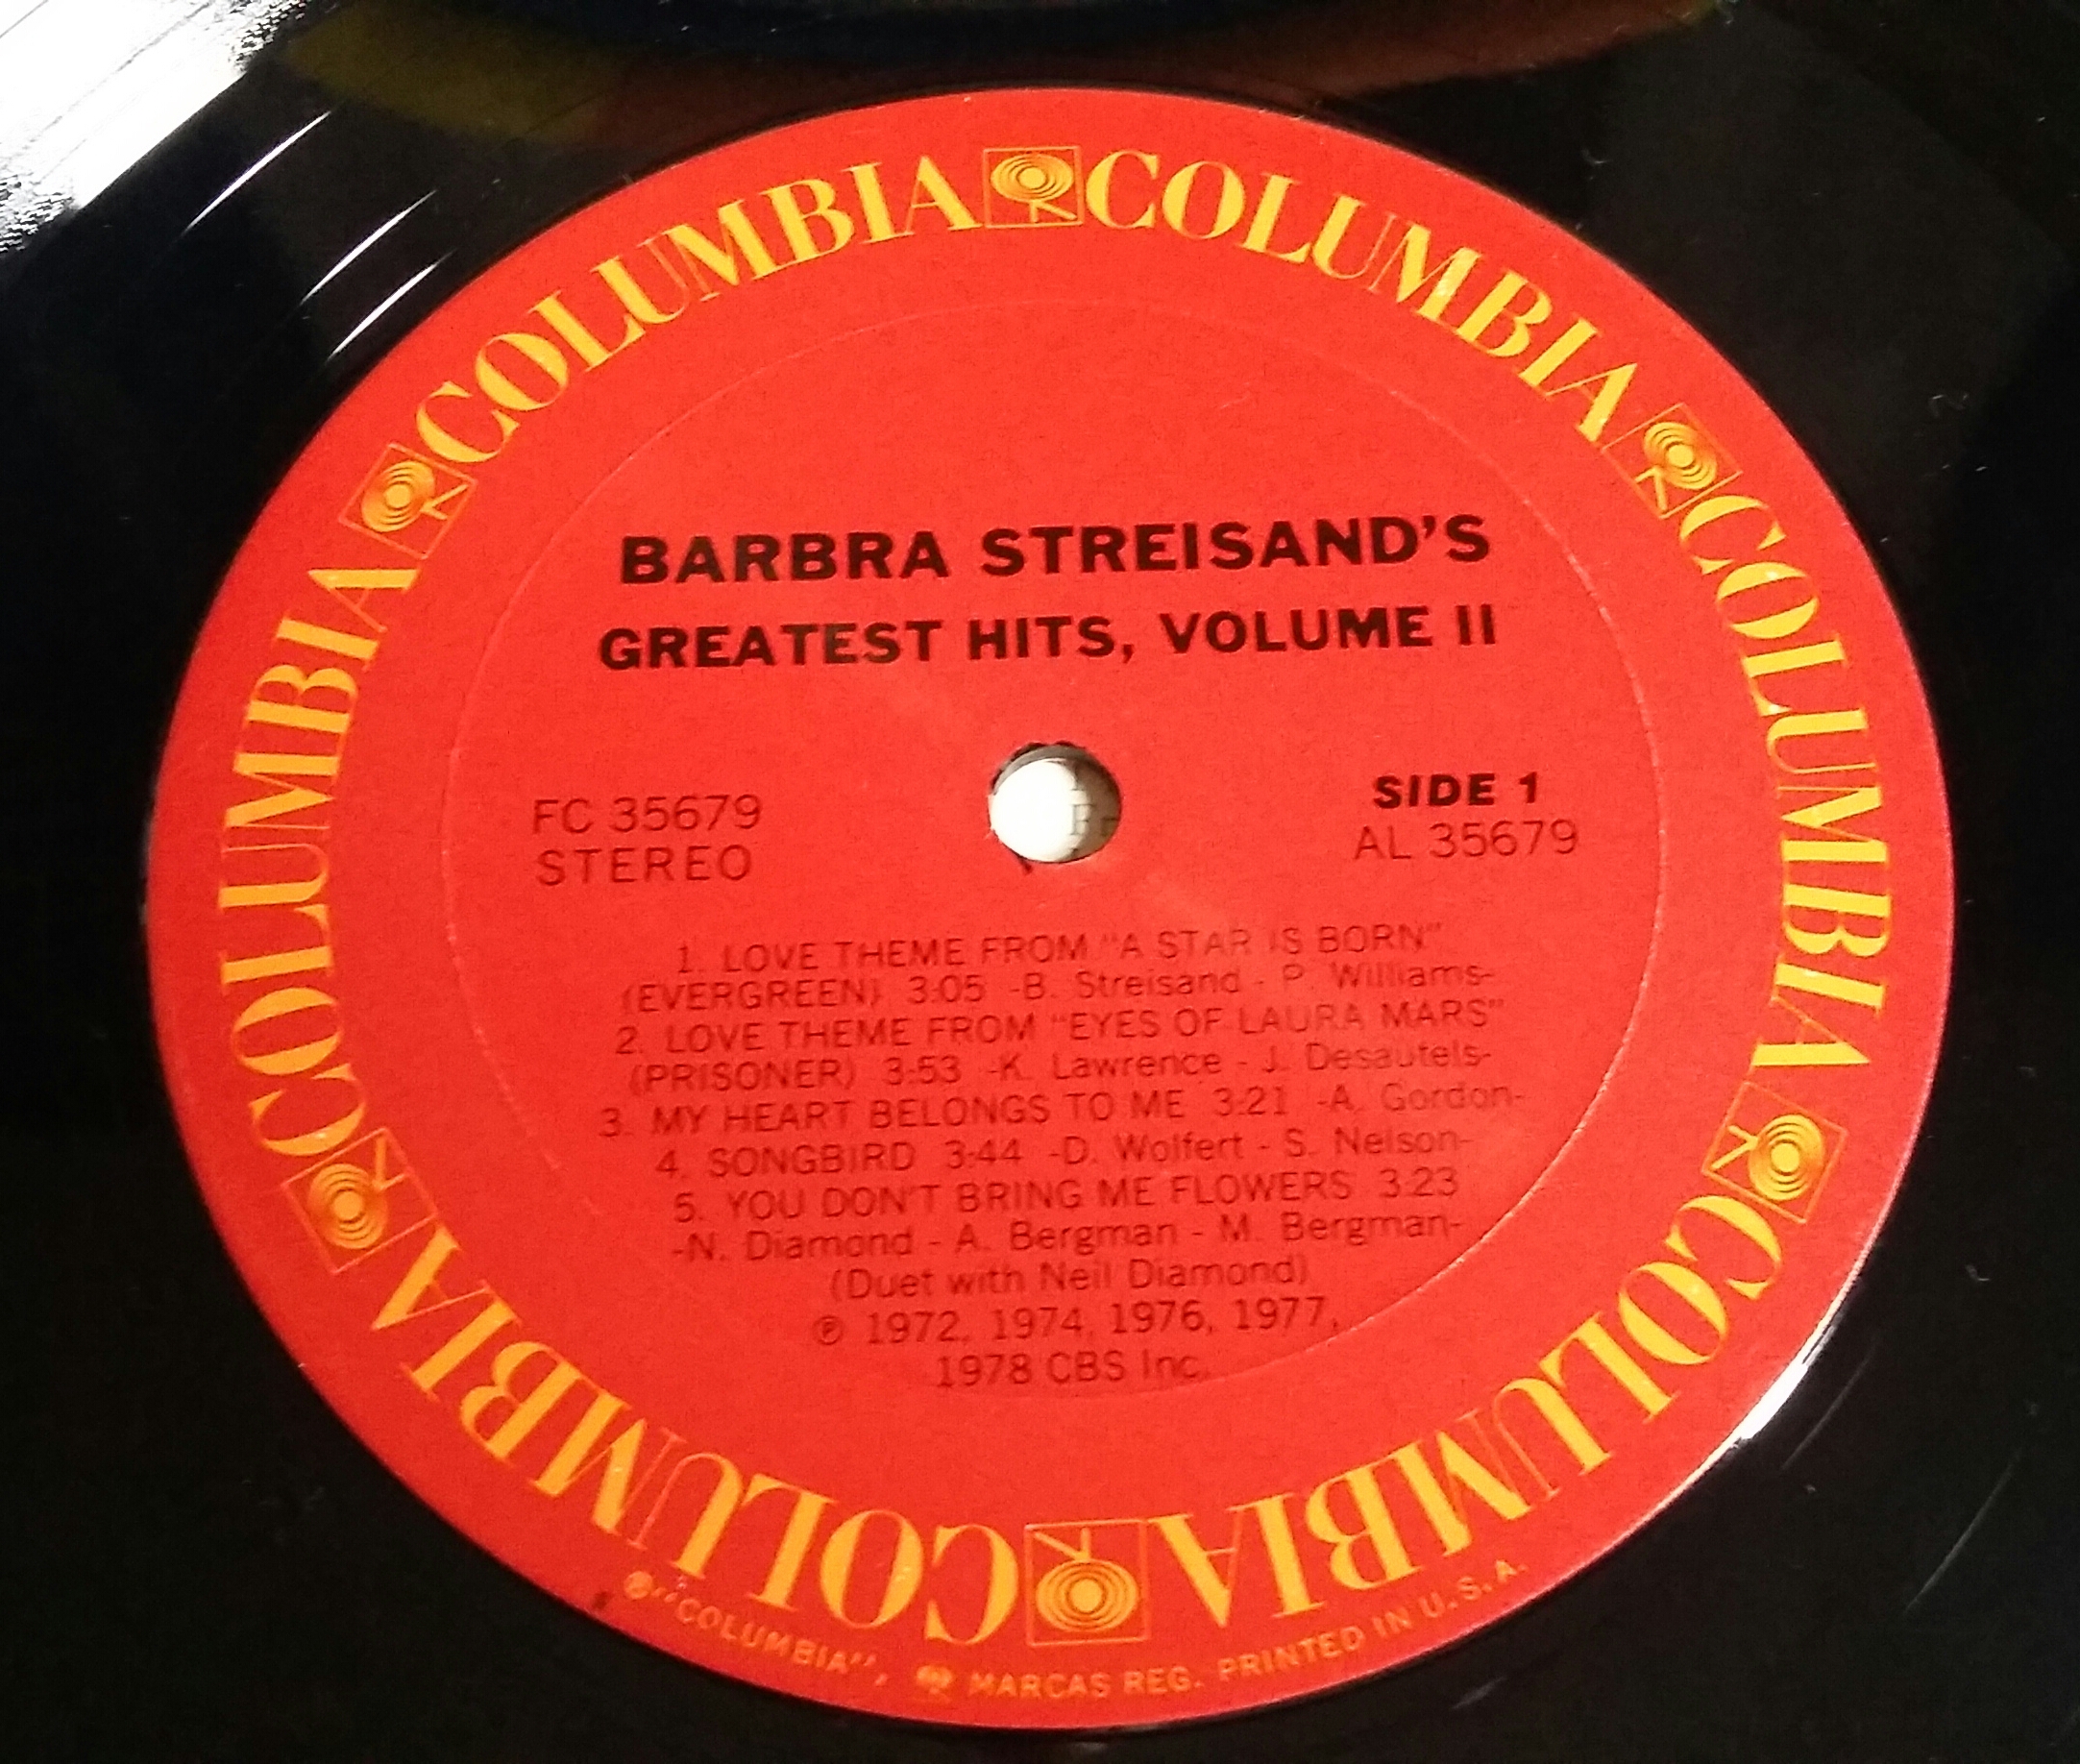 COLUMBIA COLUMBIA COLUMBIA COLUMBIA COLUMBIA COLUMBIA
BARBRA STREISAND'S
GREATEST HITS, VOLUME II
FC 35679
STEREO
SIDE 1
AL 35679
1. LOVE THEME FROM "A STAR IS BORN"
(EVERGREEN) 3:05 -B. Streisand - P. Williams-
2. LOVE THEME FROM "EYES OF LAURA MARS"
(PRISONER) 3:53 -K. Lawrence - J. Desautels-
3. MY HEART BELONGS TO ME 3:21 -A. Gordon-
4. SONGBIRD 3:44 -D. Wolfert - S. Nelson-
5. YOU DON'T BRING ME FLOWERS 3:23
-N. Diamond - A. Bergman - M. Bergman-
(Duet with Neil Diamond)
℗ 1972, 1974, 1976, 1977,
1978 CBS Inc.
®"COLUMBIA", MARCAS REG. PRINTED IN U.S.A.